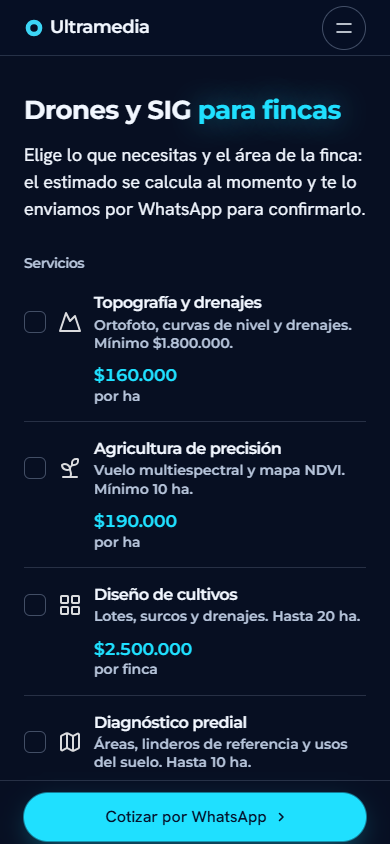 Ultramedia
Drones y SIG para fincas
Elige lo que necesitas y el área de la finca:
el estimado se calcula al momento y te lo
enviamos por WhatsApp para confirmarlo.
Servicios
Topografía y drenajes
Ortofoto, curvas de nivel y drenajes.
Mínimo $1.800.000.
$160.000
por ha
Agricultura de precisión
Vuelo multiespectral y mapa NDVI.
Mínimo 10 ha.
$190.000
por ha
Diseño de cultivos
Lotes, surcos y drenajes. Hasta 20 ha.
$2.500.000
por finca
Diagnóstico predial
Áreas, linderos de referencia y usos
del suelo. Hasta 10 ha.
Cotizar por WhatsApp